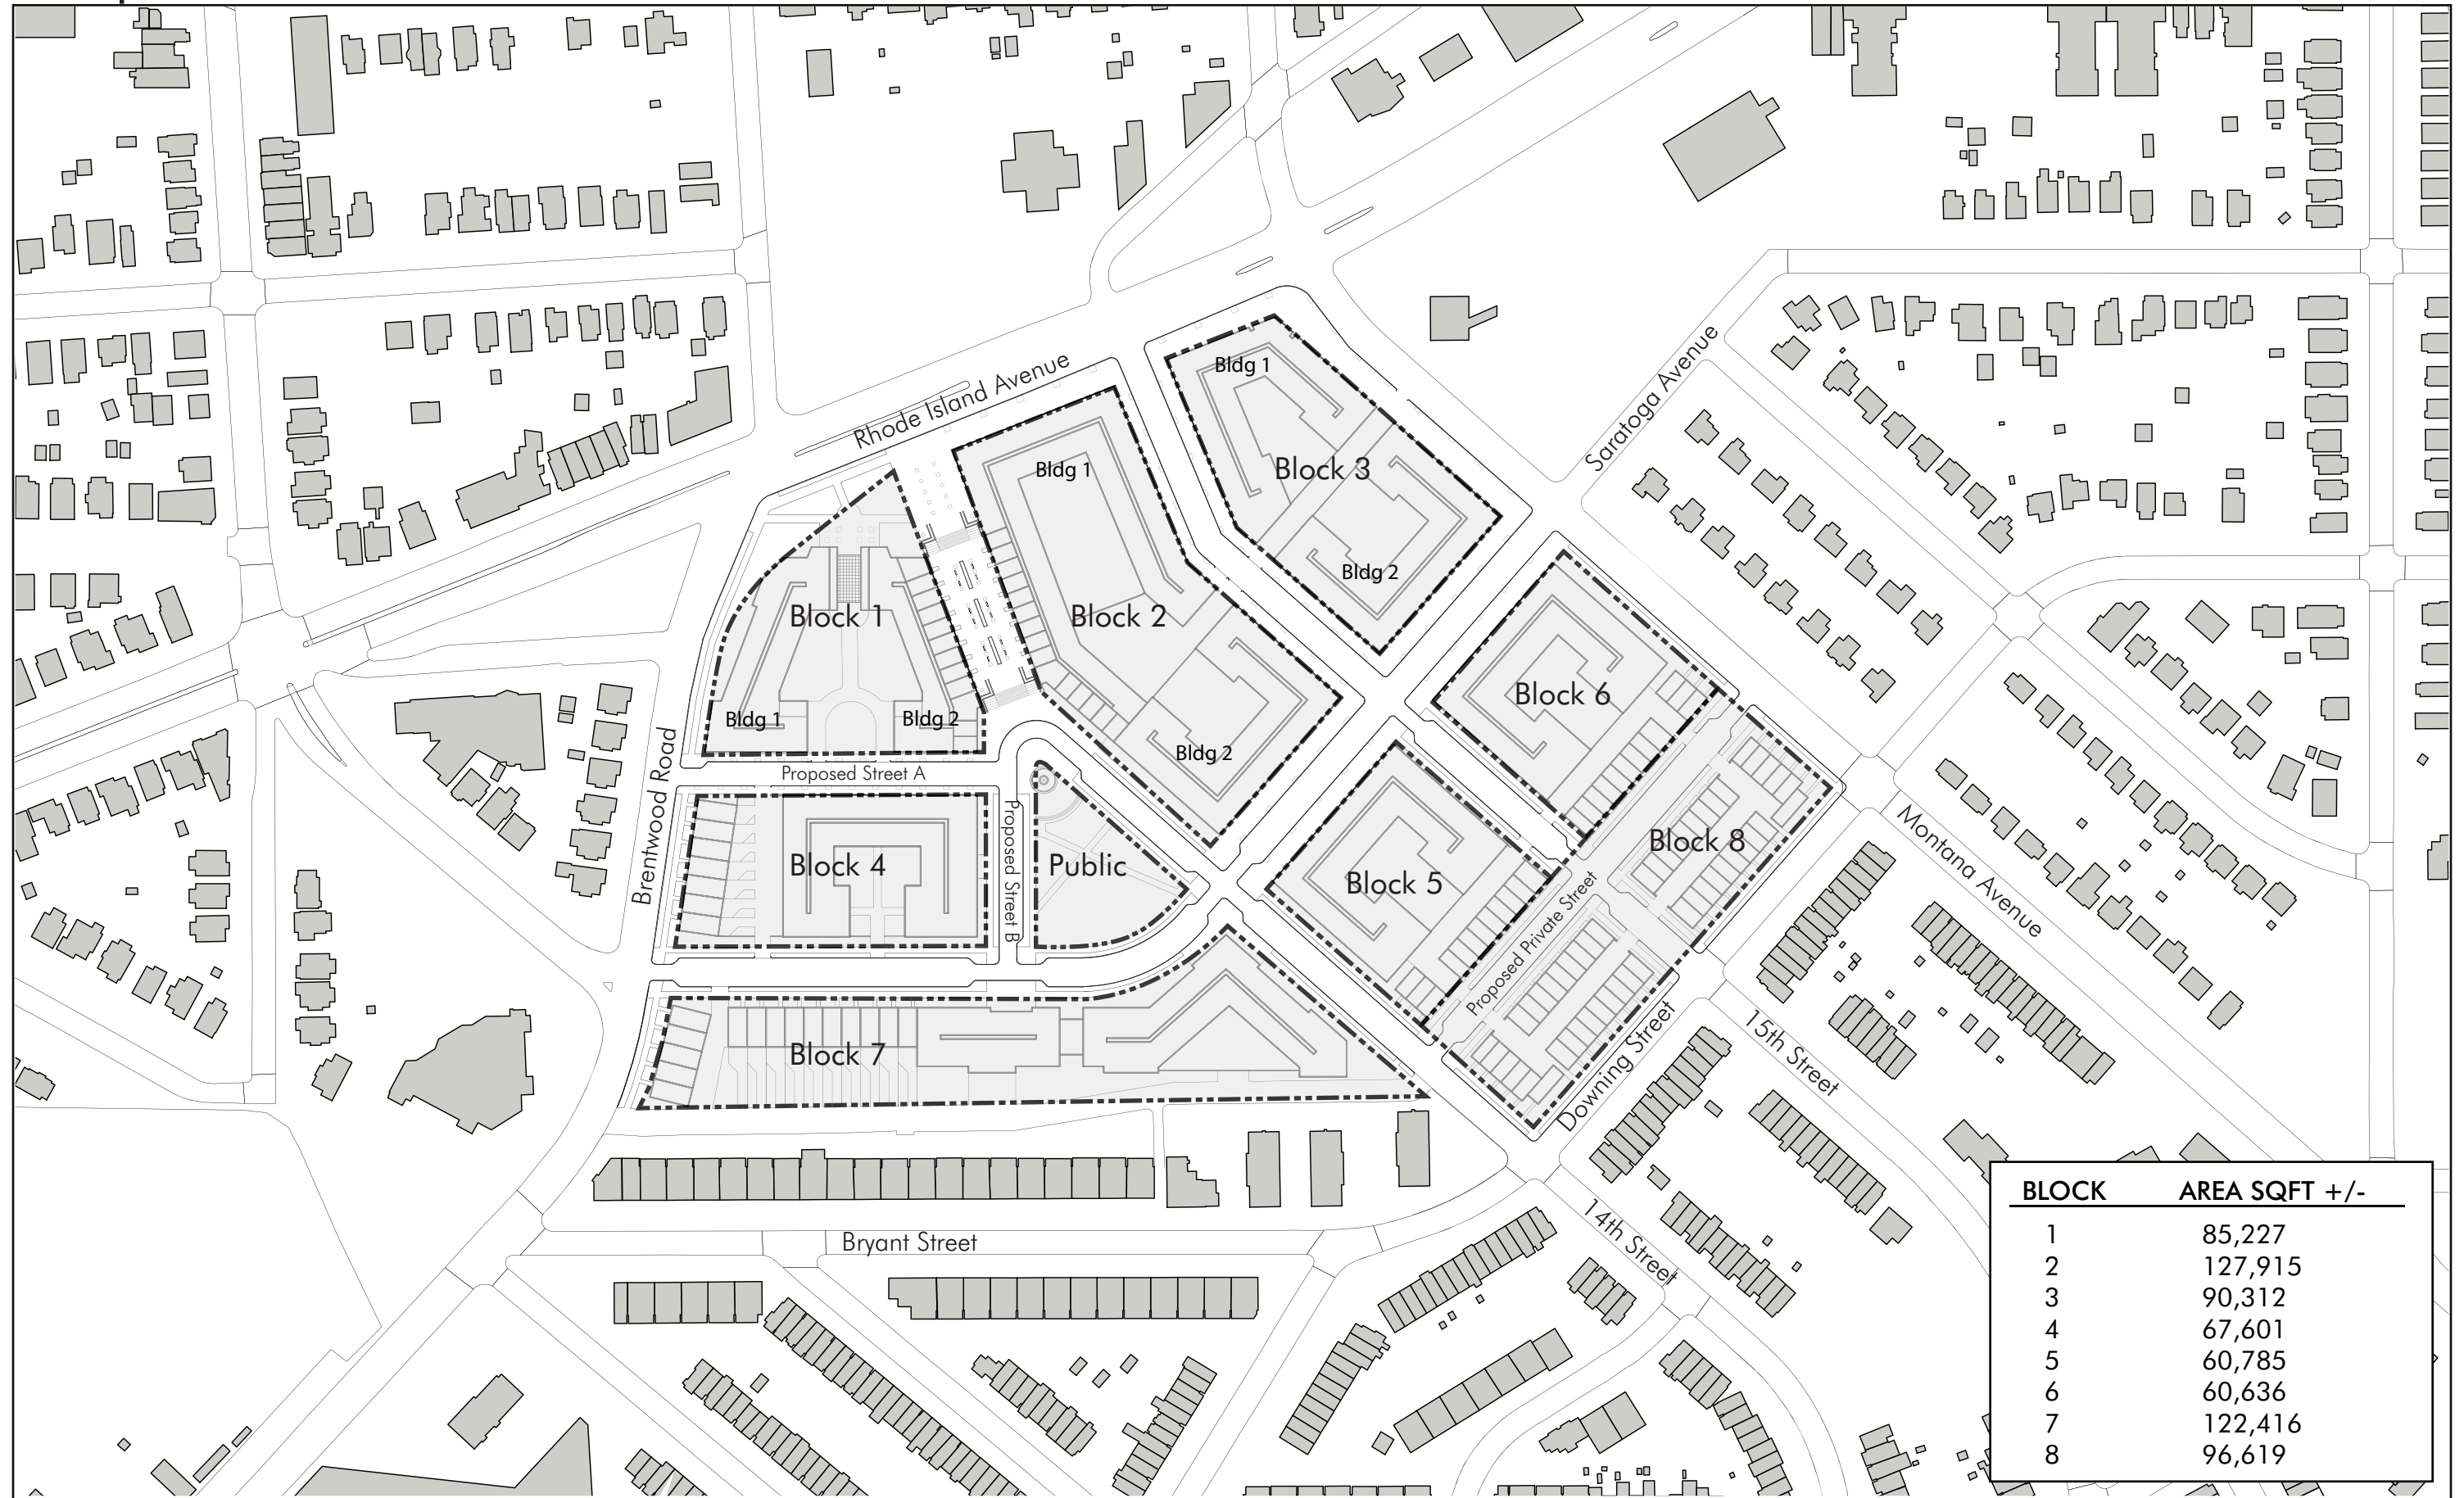 Rhode Island Avenue
Saratoga Avenue
Bldg 1
Block 3
Bldg 2
Bldg 1
Block 2
Bldg 2
Block 1
Bldg 1
Bldg 2
Block 6
Brentwood Road
Proposed Street A
Proposed Street B
Block 4
Public
Block 5
Block 8
Proposed Private Street
Montana Avenue
Block 7
Downing Street
15th Street
14th Street
Bryant Street
BLOCK AREA SQFT +/-
1 85,227
2 127,915
3 90,312
4 67,601
5 60,785
6 60,636
7 122,416
8 96,619